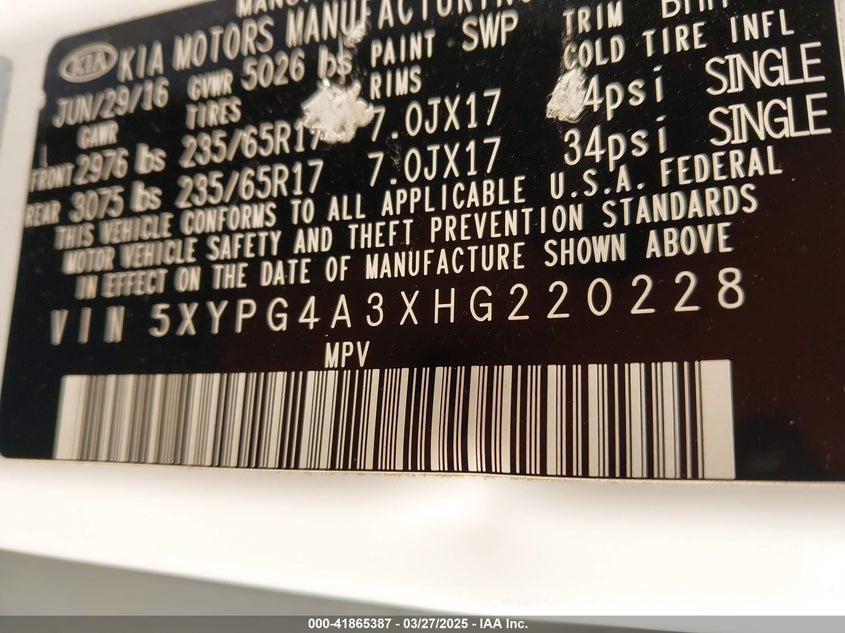 KIA KIA MOTORS MANUFACTURING
JUN/29/16 GVWR 5026 lbs PAINT SWP TRIM
GAWR TIRES RIMS COLD TIRE INFL
FRONT 2976 lbs 235/65R17 7.0JX17 4psi SINGLE
REAR 3075 lbs 235/65R17 7.0JX17 34psi SINGLE
THIS VEHICLE CONFORMS TO ALL APPLICABLE U.S.A. FEDERAL
MOTOR VEHICLE SAFETY AND THEFT PREVENTION STANDARDS
IN EFFECT ON THE DATE OF MANUFACTURE SHOWN ABOVE
VIN 5XYPG4A3XHG220228
MPV
000-41865387 - 03/27/2025 - IAA Inc.